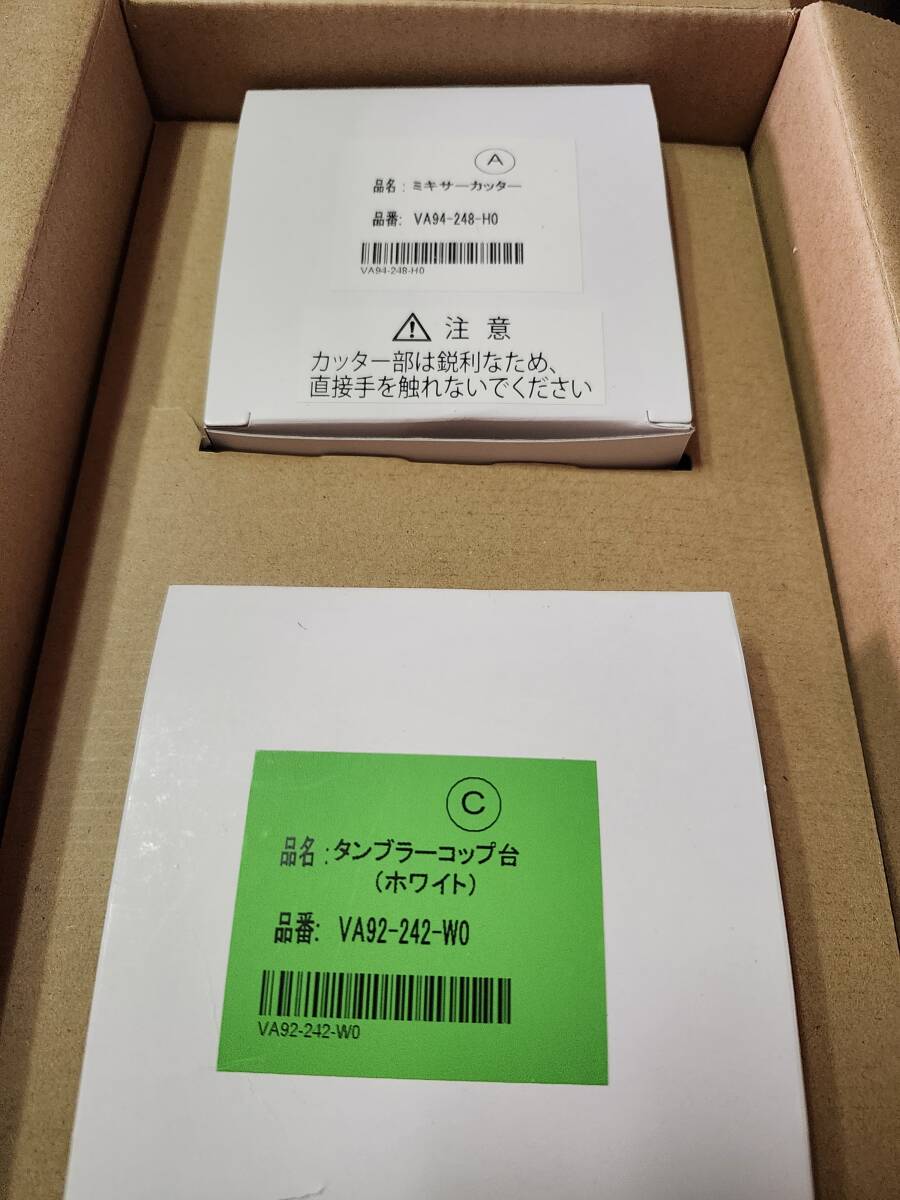 A
品名：ミキサーカッター
品番: VA94-248-H0
VA94-248-H0
⚠ 注 意
カッター部は鋭利なため、
直接手を触れないでください
C
品名：タンブラーコップ台
(ホワイト)
品番: VA92-242-W0
VA92-242-W0